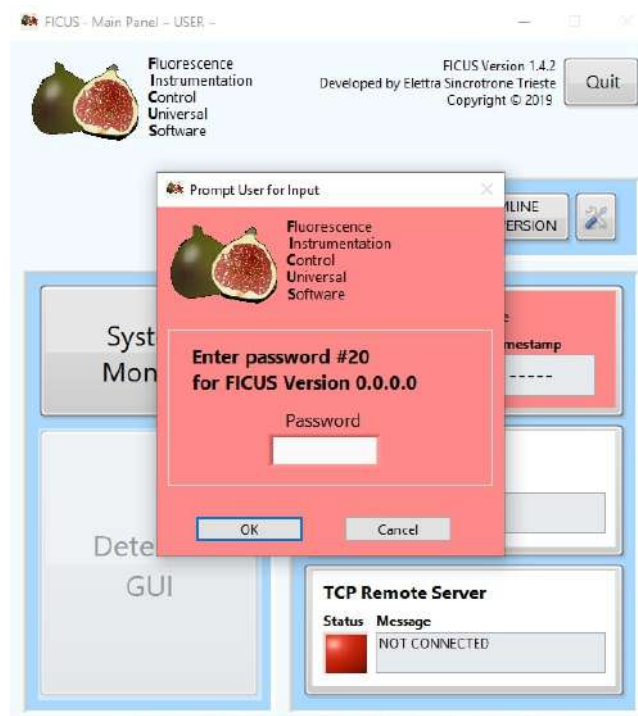 FICUS - Main Panel - USER -
Fluorescence
Instrumentation
Control
Universal
Software
FICUS Version 1.4.2
Developed by Elettra Sincrotrone Trieste
Copyright © 2019
Quit
Prompt User for Input
Fluorescence
Instrumentation
Control
Universal
Software
Enter password #20
for FICUS Version 0.0.0.0
Password
OK
Cancel
ERSION
Syst
Mon
mestamp
-----
Dete
GUI
TCP Remote Server
Status Message
NOT CONNECTED